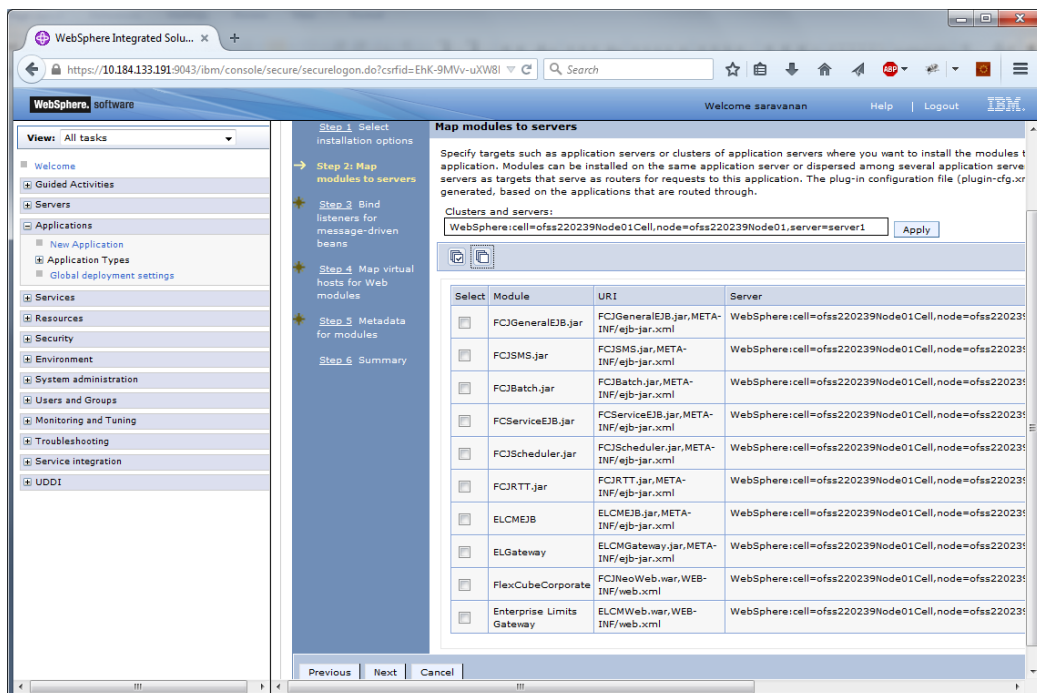 WebSphere Integrated Solu...
https://10.184.133.191:9043/ibm/console/secure/securelogon.do?csrfid=EhK-9MVv-uXW8l
Search
ABP
WebSphere. software
Welcome saravanan
Help | Logout
IBM.
View: All tasks
Welcome
Guided Activities
Servers
Applications
New Application
Application Types
Global deployment settings
Services
Resources
Security
Environment
System administration
Users and Groups
Monitoring and Tuning
Troubleshooting
Service integration
UDDI
Step 1 Select
installation options
Step 2: Map
modules to servers
Step 3 Bind
listeners for
message-driven
beans
Step 4 Map virtual
hosts for Web
modules
Step 5 Metadata
for modules
Step 6 Summary
Map modules to servers
Specify targets such as application servers or clusters of application servers where you want to install the modules t
application. Modules can be installed on the same application server or dispersed among several application serve
servers as targets that serve as routers for requests to this application. The plug-in configuration file (plugin-cfg.xr
generated, based on the applications that are routed through.
Clusters and servers:
WebSphere:cell=ofss220239Node01Cell,node=ofss220239Node01,server=server1
Apply
Select Module URI Server
FCJGeneralEJB.jar FCJGeneralEJB.jar,META- WebSphere:cell=ofss220239Node01Cell,node=ofss220239
INF/ejb-jar.xml
FCJSMS.jar FCJSMS.jar,META- WebSphere:cell=ofss220239Node01Cell,node=ofss220239
INF/ejb-jar.xml
FCJBatch.jar FCJBatch.jar,META- WebSphere:cell=ofss220239Node01Cell,node=ofss220239
INF/ejb-jar.xml
FCServiceEJB.jar FCServiceEJB.jar,META- WebSphere:cell=ofss220239Node01Cell,node=ofss220239
INF/ejb-jar.xml
FCJScheduler.jar FCJScheduler.jar,META- WebSphere:cell=ofss220239Node01Cell,node=ofss220239
INF/ejb-jar.xml
FCJRTT.jar FCJRTT.jar,META- WebSphere:cell=ofss220239Node01Cell,node=ofss220239
INF/ejb-jar.xml
ELCMEJB ELCMEJB.jar,META- WebSphere:cell=ofss220239Node01Cell,node=ofss220239
INF/ejb-jar.xml
ELGateway ELCMGateway.jar,META- WebSphere:cell=ofss220239Node01Cell,node=ofss220239
INF/ejb-jar.xml
FlexCubeCorporate FCJNeoWeb.war,WEB- WebSphere:cell=ofss220239Node01Cell,node=ofss220239
INF/web.xml
Enterprise Limits ELCMWeb.war,WEB- WebSphere:cell=ofss220239Node01Cell,node=ofss220239
Gateway INF/web.xml
Previous Next Cancel